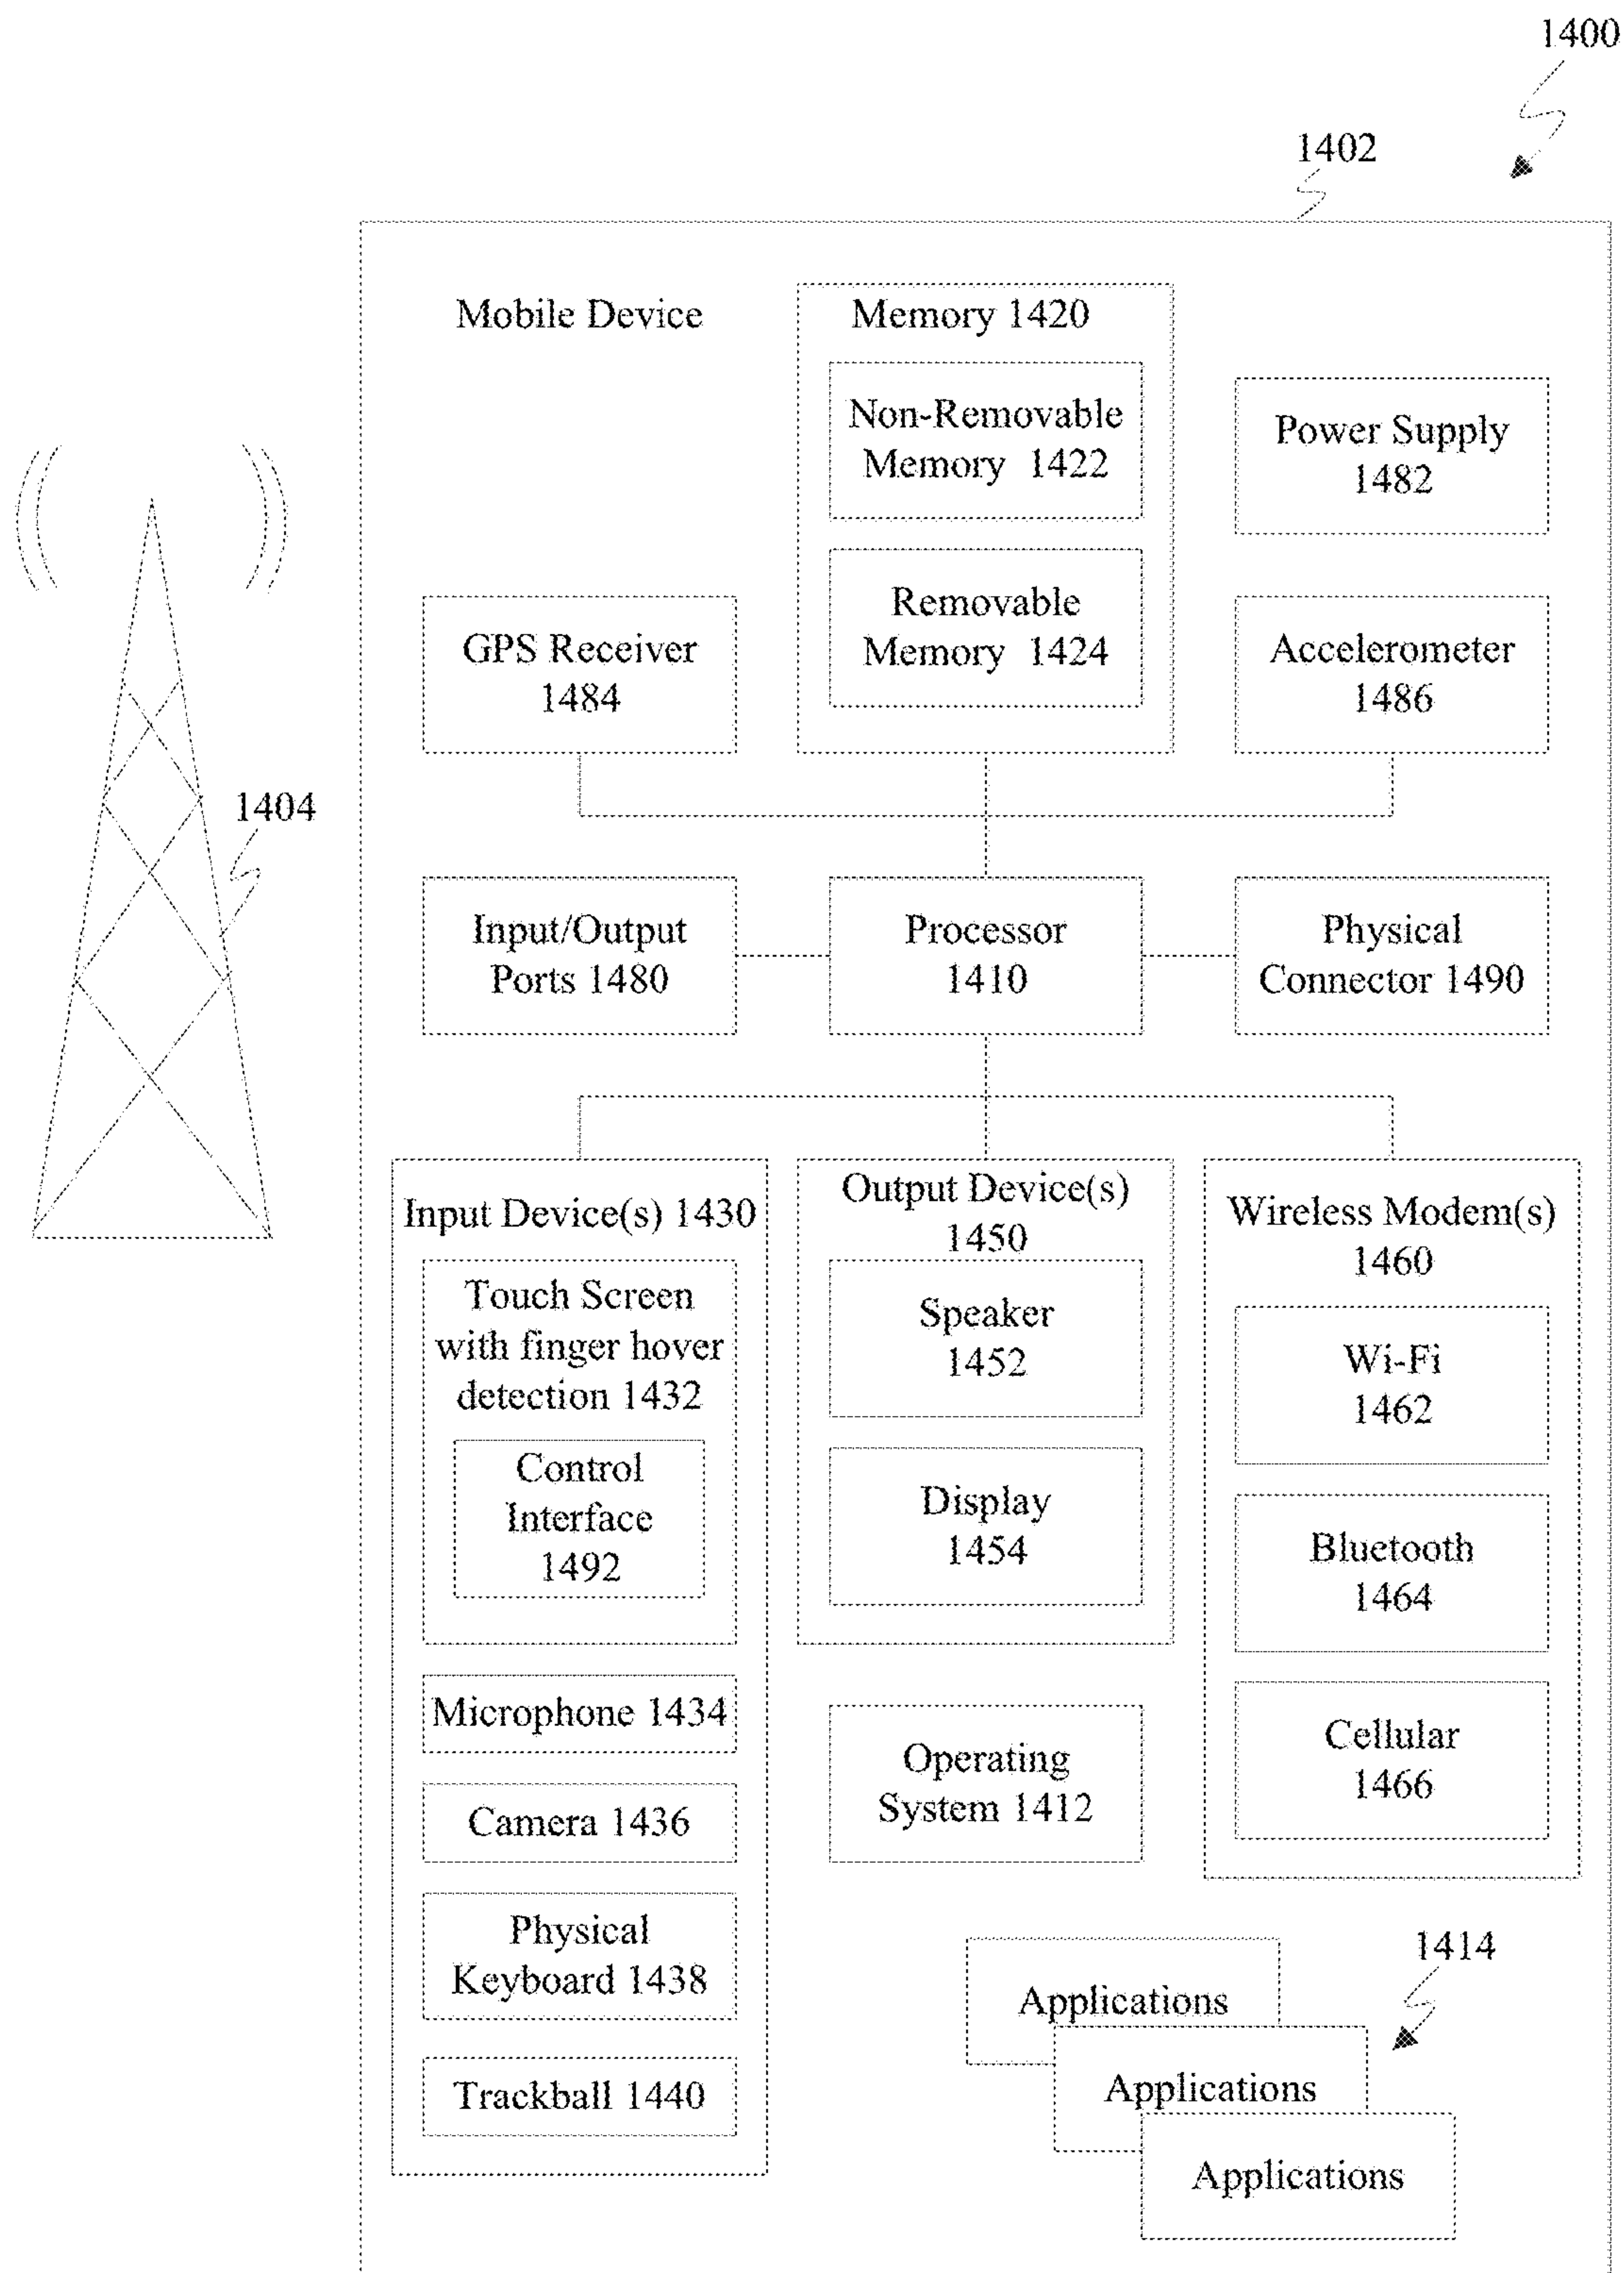 1400
1402
Mobile Device
Memory 1420
Non-Removable
Memory 1422
Power Supply
1482
Removable
Memory 1424
GPS Receiver
1484
Accelerometer
1486
1404
Input/Output
Ports 1480
Processor
1410
Physical
Connector 1490
Input Device(s) 1430
Output Device(s)
1450
Wireless Modem(s)
1460
Touch Screen
with finger hover
detection 1432
Speaker
1452
Wi-Fi
1462
Control
Interface
1492
Display
1454
Bluetooth
1464
Microphone 1434
Cellular
1466
Operating
System 1412
Camera 1436
Physical
Keyboard 1438
1414
Applications
Applications
Trackball 1440
Applications